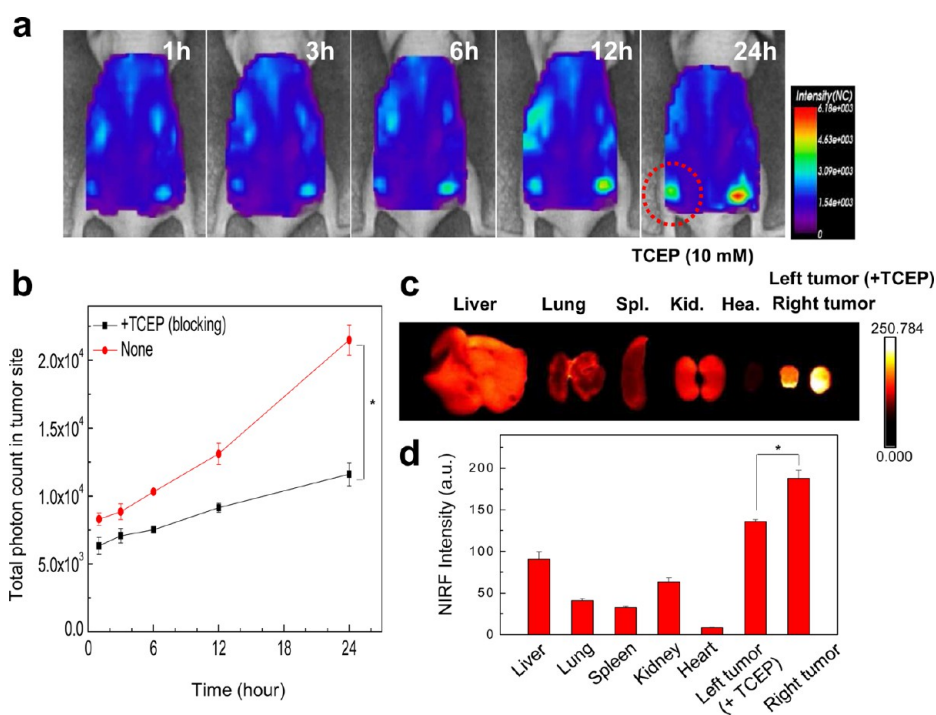 a
1h
3h
6h
12h
24h
Intensity(NC)
6.18e+003
4.63e+003
3.09e+003
1.54e+003
0
TCEP (10 mM)
b
+TCEP (blocking)
None
*
2.0x10⁴
1.5x10⁴
1.0x10⁴
5.0x10³
0.0
0 6 12 18 24
Total photon count in tumor site
Time (hour)
c
Left tumor (+TCEP)
Liver Lung Spl. Kid. Hea. Right tumor
250.784
0.000
d
*
200
150
100
50
0
NIRF Intensity (a.u.)
Liver
Lung
Spleen
Kidney
Heart
Left tumor
(+ TCEP)
Right tumor